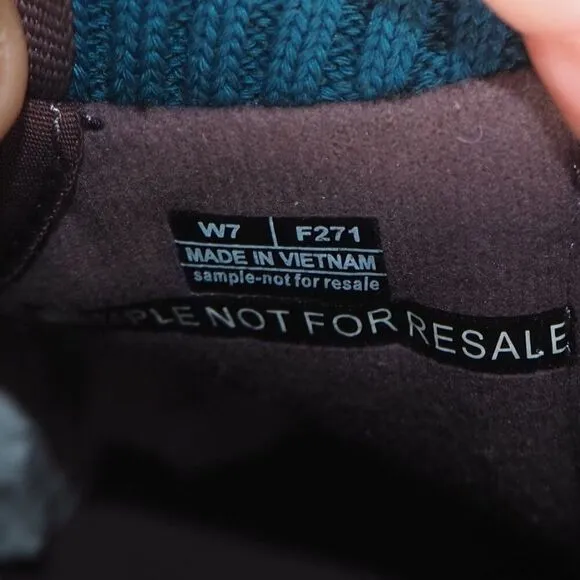 W7 F271
MADE IN VIETNAM
sample-not for resale
PLE NOT FOR RESALE